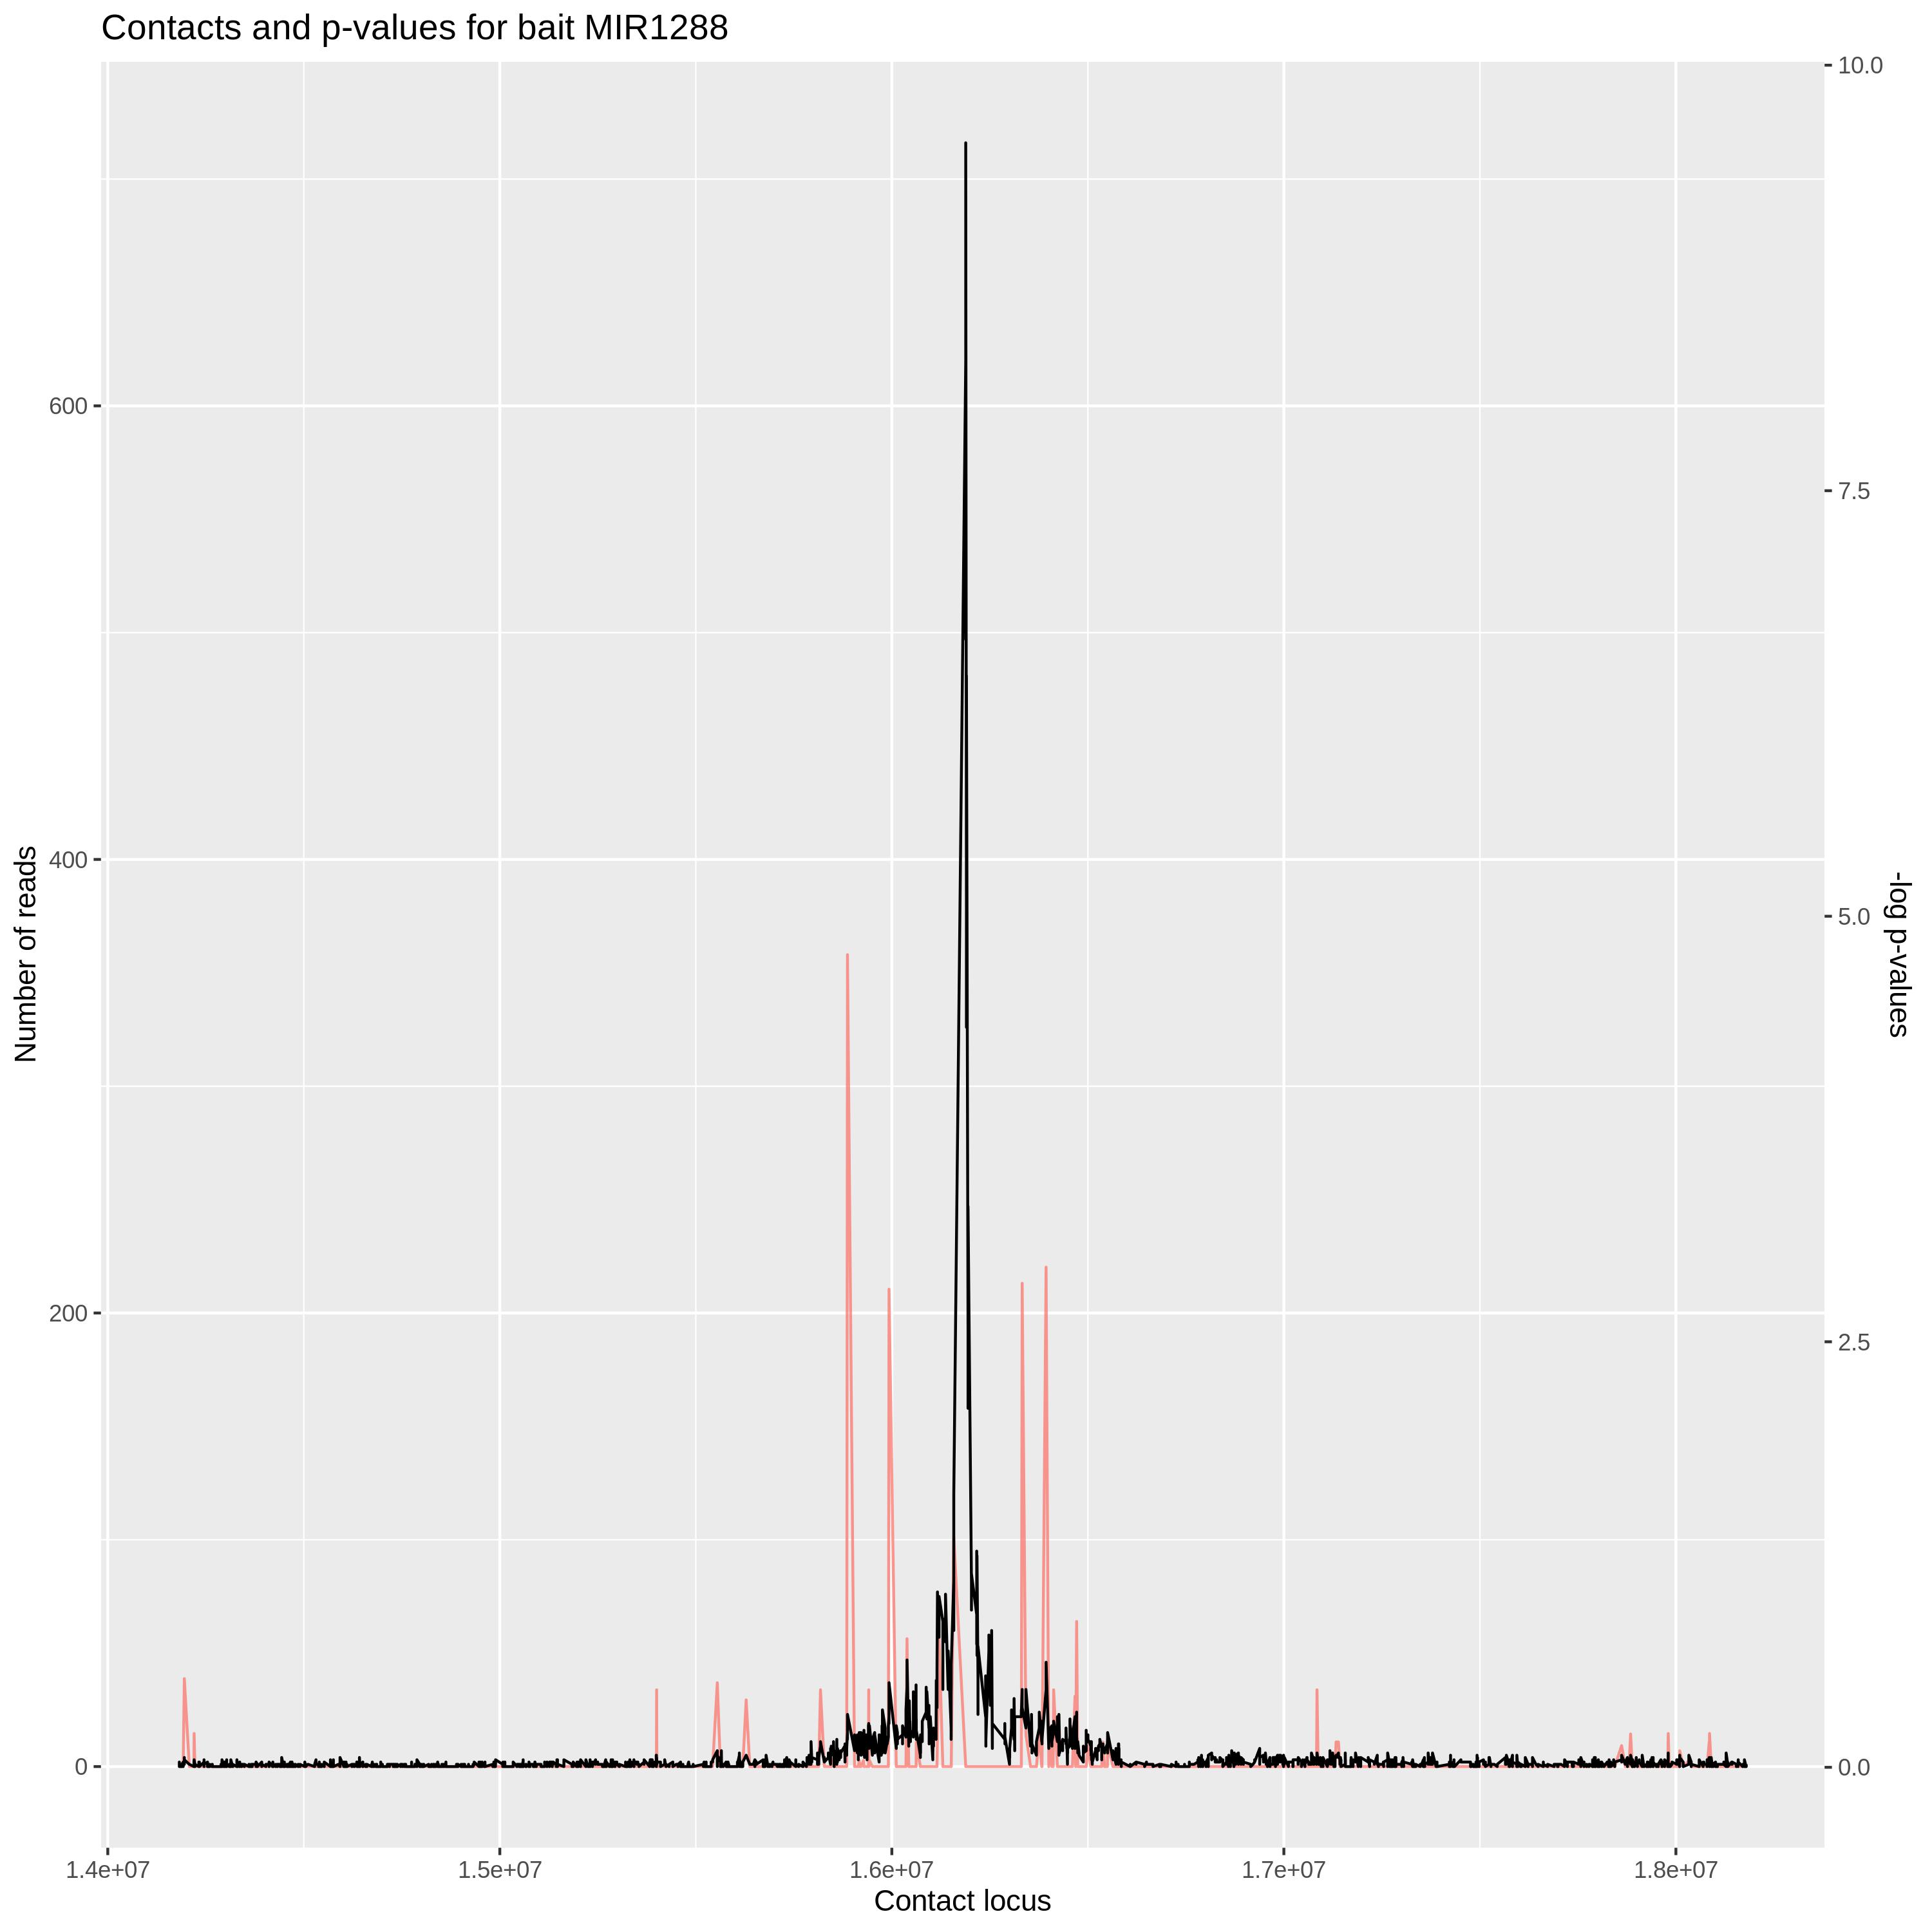 Contacts and p-values for bait MIR1288
Number of reads
600
400
200
0
10.0
7.5
5.0
2.5
0.0
-log p-values
1.4e+07 1.5e+07 1.6e+07 1.7e+07 1.8e+07
Contact locus